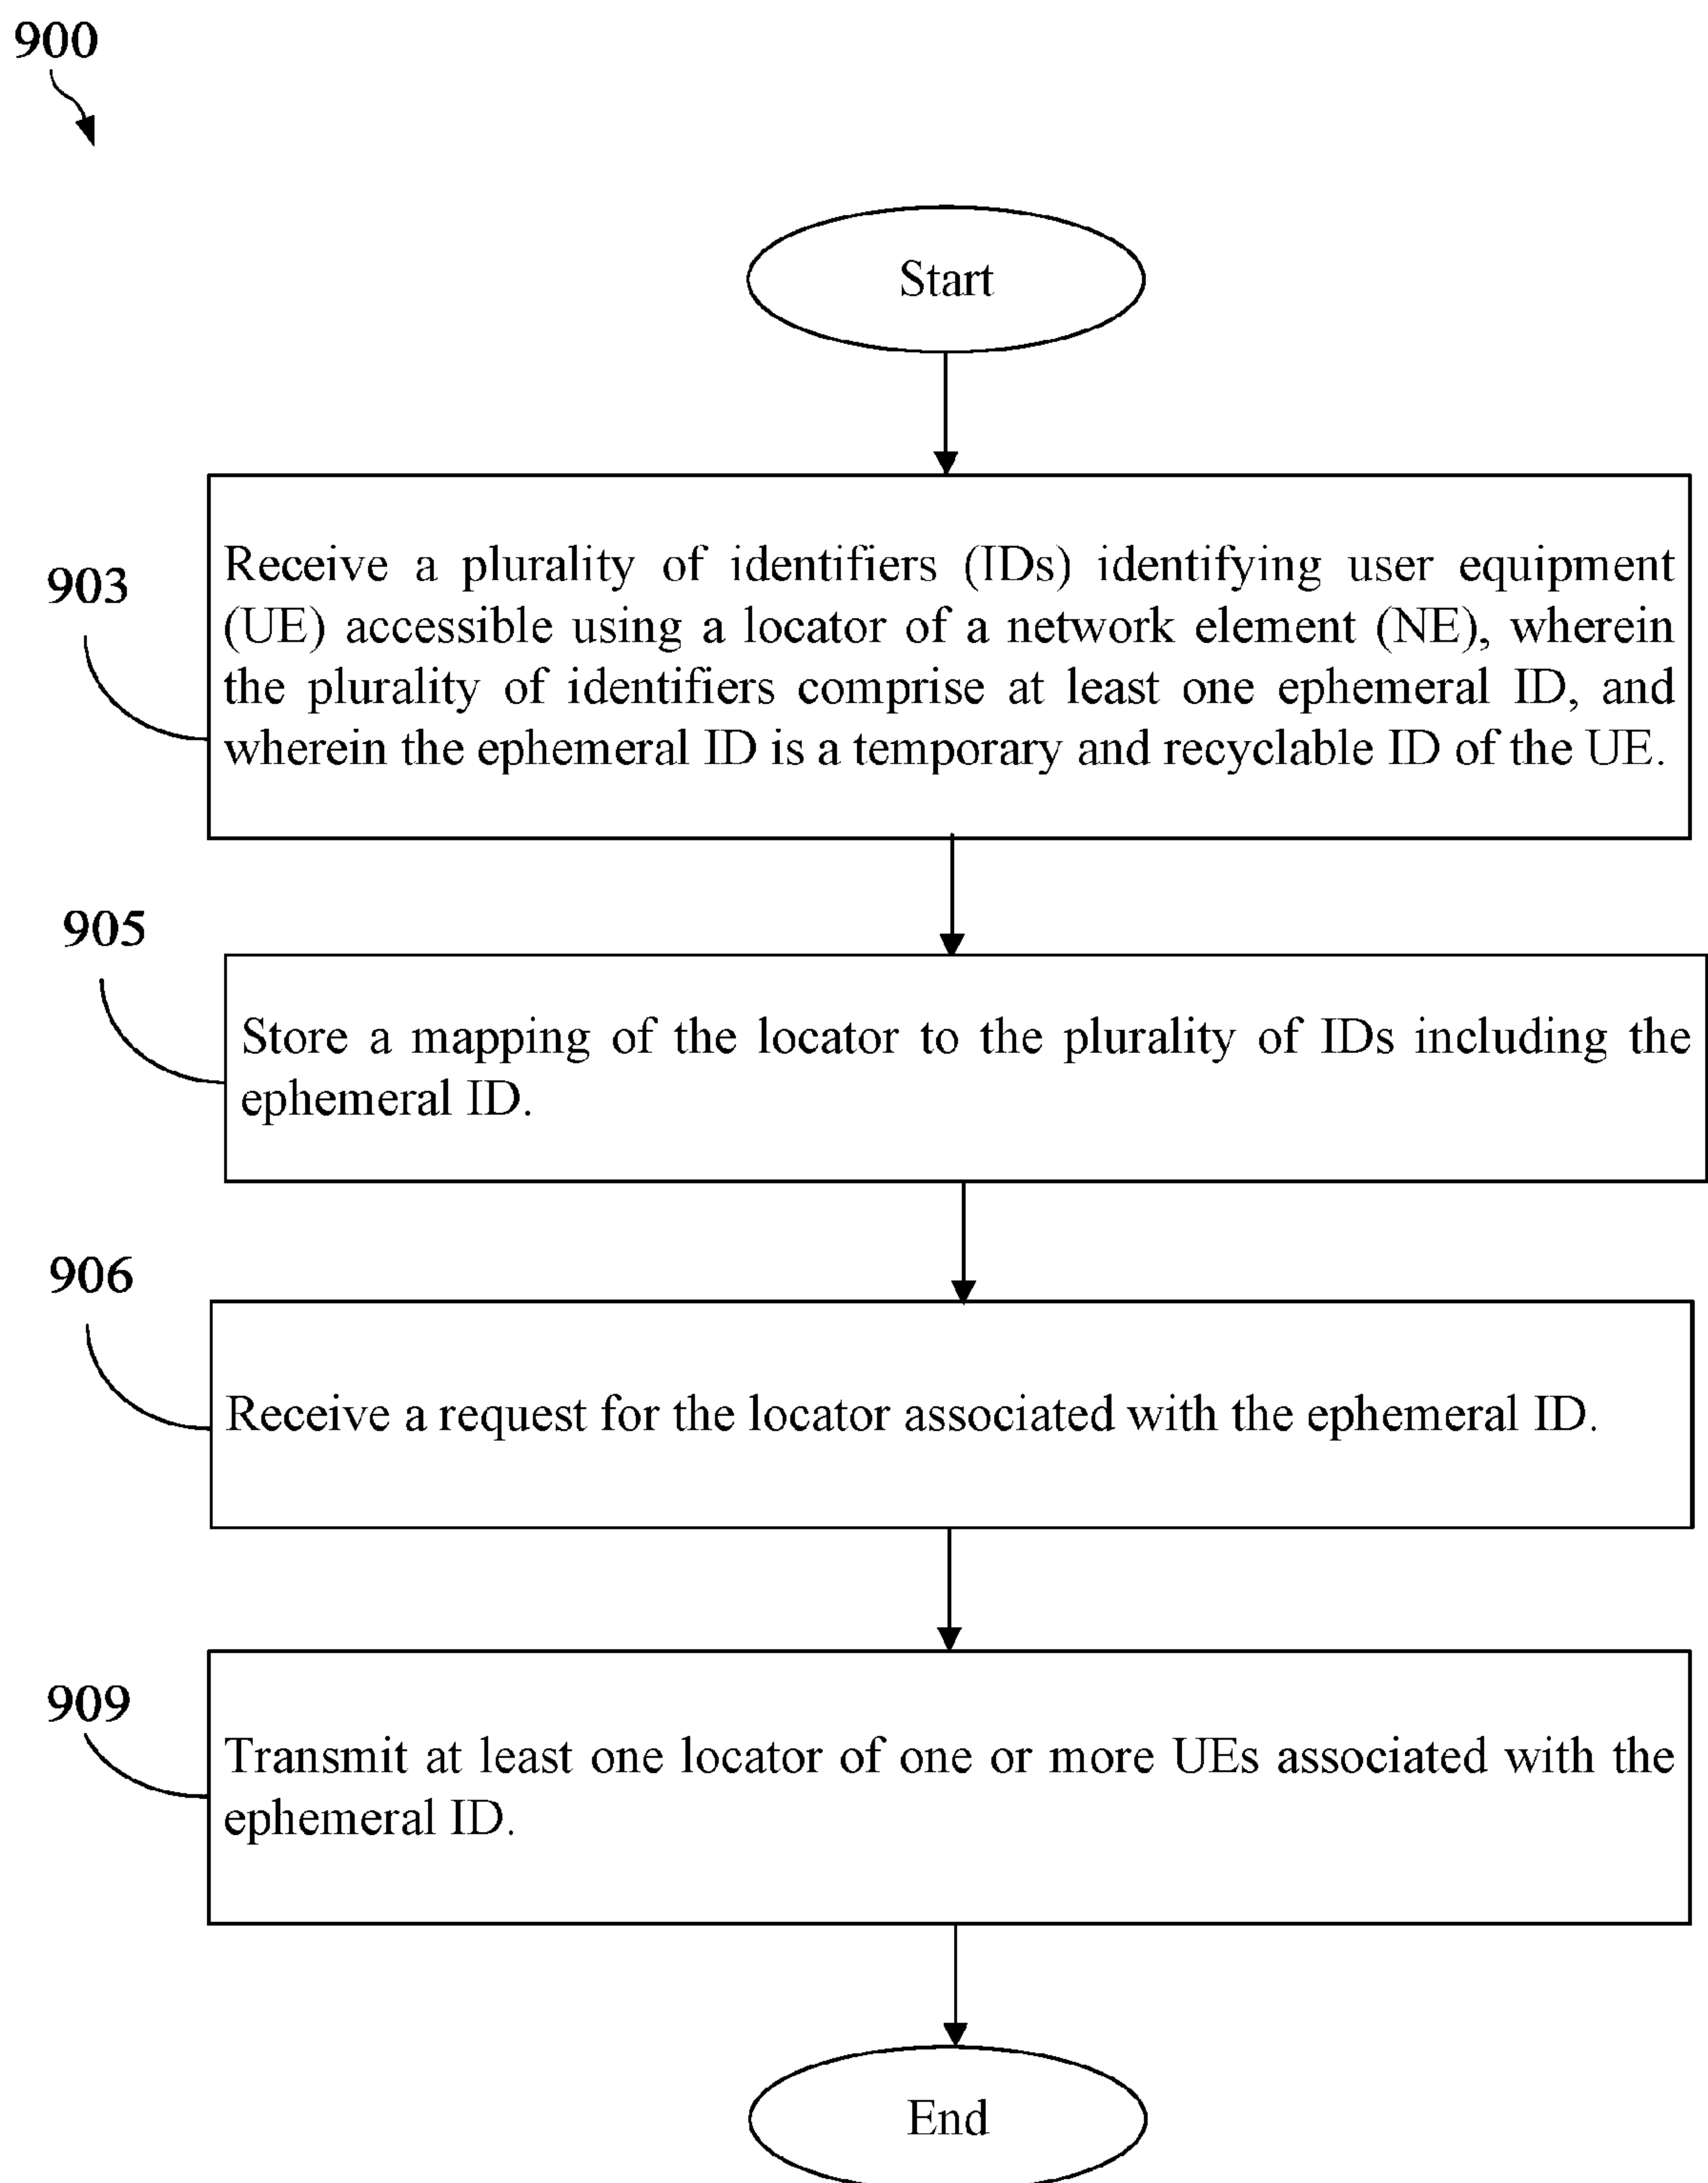 900
Start
903
Receive a plurality of identifiers (IDs) identifying user equipment
(UE) accessible using a locator of a network element (NE), wherein
the plurality of identifiers comprise at least one ephemeral ID, and
wherein the ephemeral ID is a temporary and recyclable ID of the UE.
905
Store a mapping of the locator to the plurality of IDs including the
ephemeral ID.
906
Receive a request for the locator associated with the ephemeral ID.
909
Transmit at least one locator of one or more UEs associated with the
ephemeral ID.
End